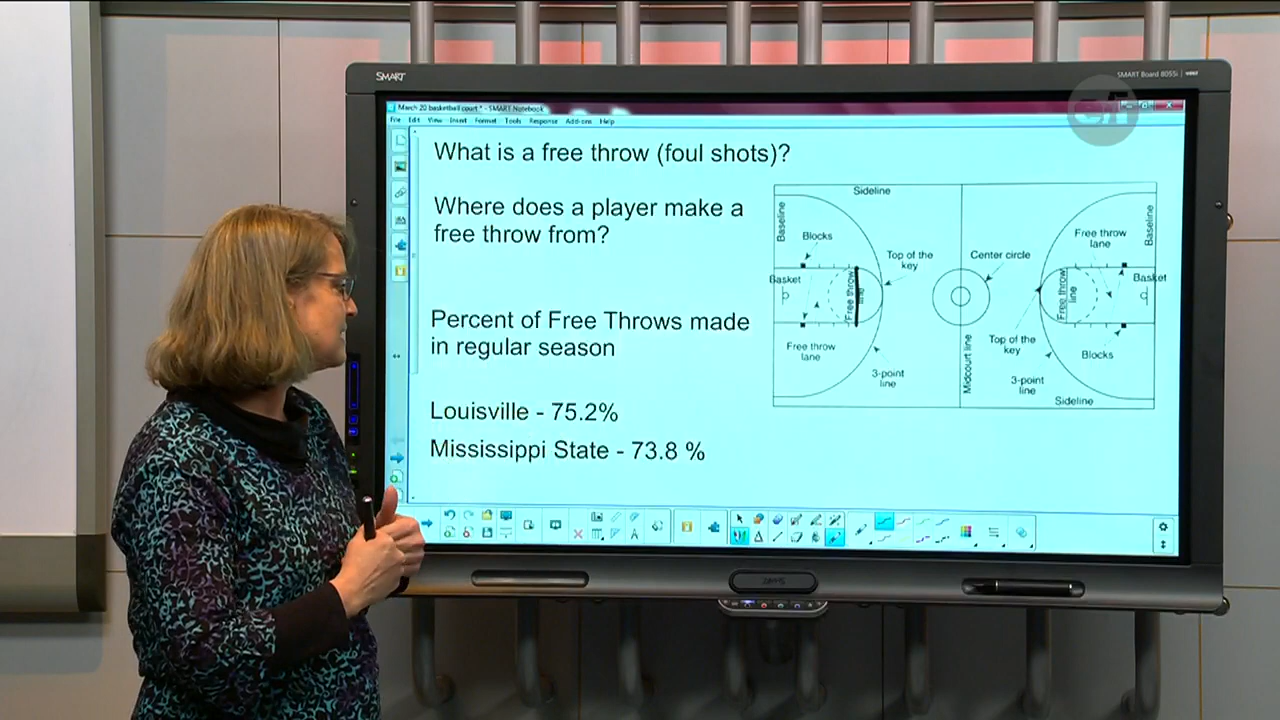 SMART
SMART Board 8055i
March 20 basketball court * - SMART Notebook
File Edit View Insert Format Tools Response Add-ons Help
What is a free throw (foul shots)?
Where does a player make a
free throw from?
Percent of Free Throws made
in regular season
Louisville - 75.2%
Mississippi State - 73.8 %
Sideline
Baseline
Blocks
Basket
Free throw
line
Free throw
lane
Top of the
key
3-point
line
Center circle
Midcourt line
Free throw
lane
Baseline
Basket
Free throw
line
Top of the
key
Blocks
3-point
line
Sideline